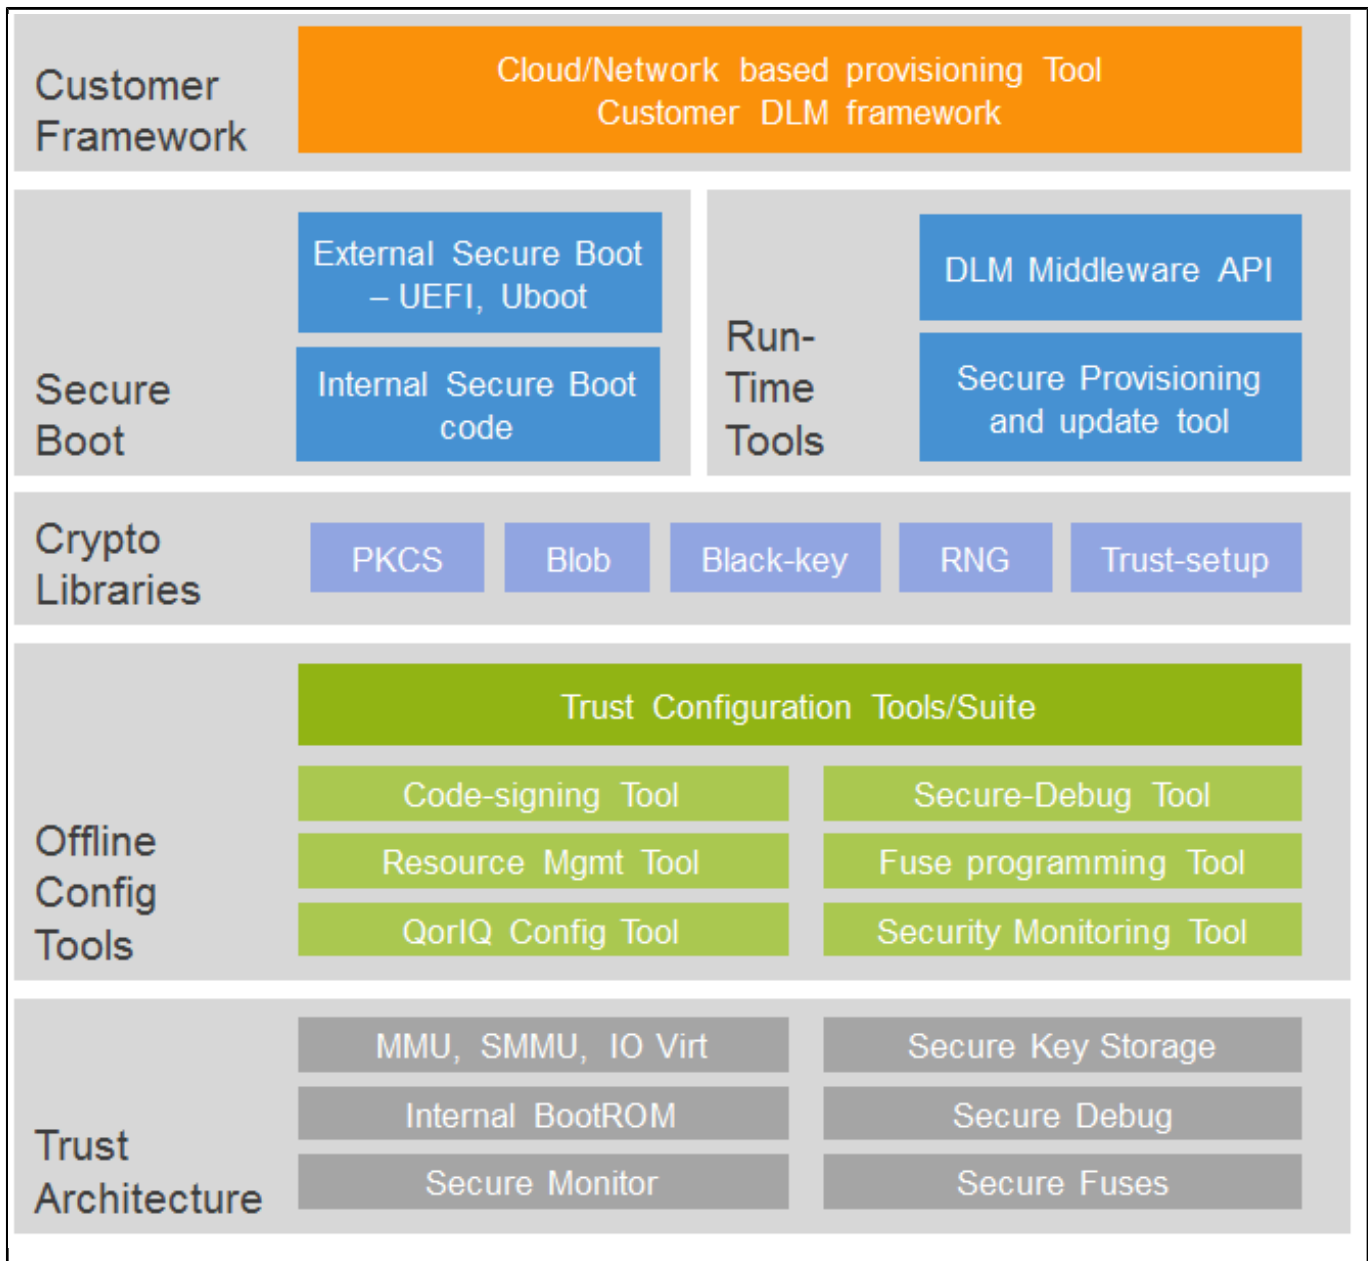 Customer
Framework
Cloud/Network based provisioning Tool
Customer DLM framework
Secure
Boot
External Secure Boot
– UEFI, Uboot
Internal Secure Boot
code
Run-
Time
Tools
DLM Middleware API
Secure Provisioning
and update tool
Crypto
Libraries
PKCS
Blob
Black-key
RNG
Trust-setup
Offline
Config
Tools
Trust Configuration Tools/Suite
Code-signing Tool
Secure-Debug Tool
Resource Mgmt Tool
Fuse programming Tool
QorIQ Config Tool
Security Monitoring Tool
Trust
Architecture
MMU, SMMU, IO Virt
Secure Key Storage
Internal BootROM
Secure Debug
Secure Monitor
Secure Fuses